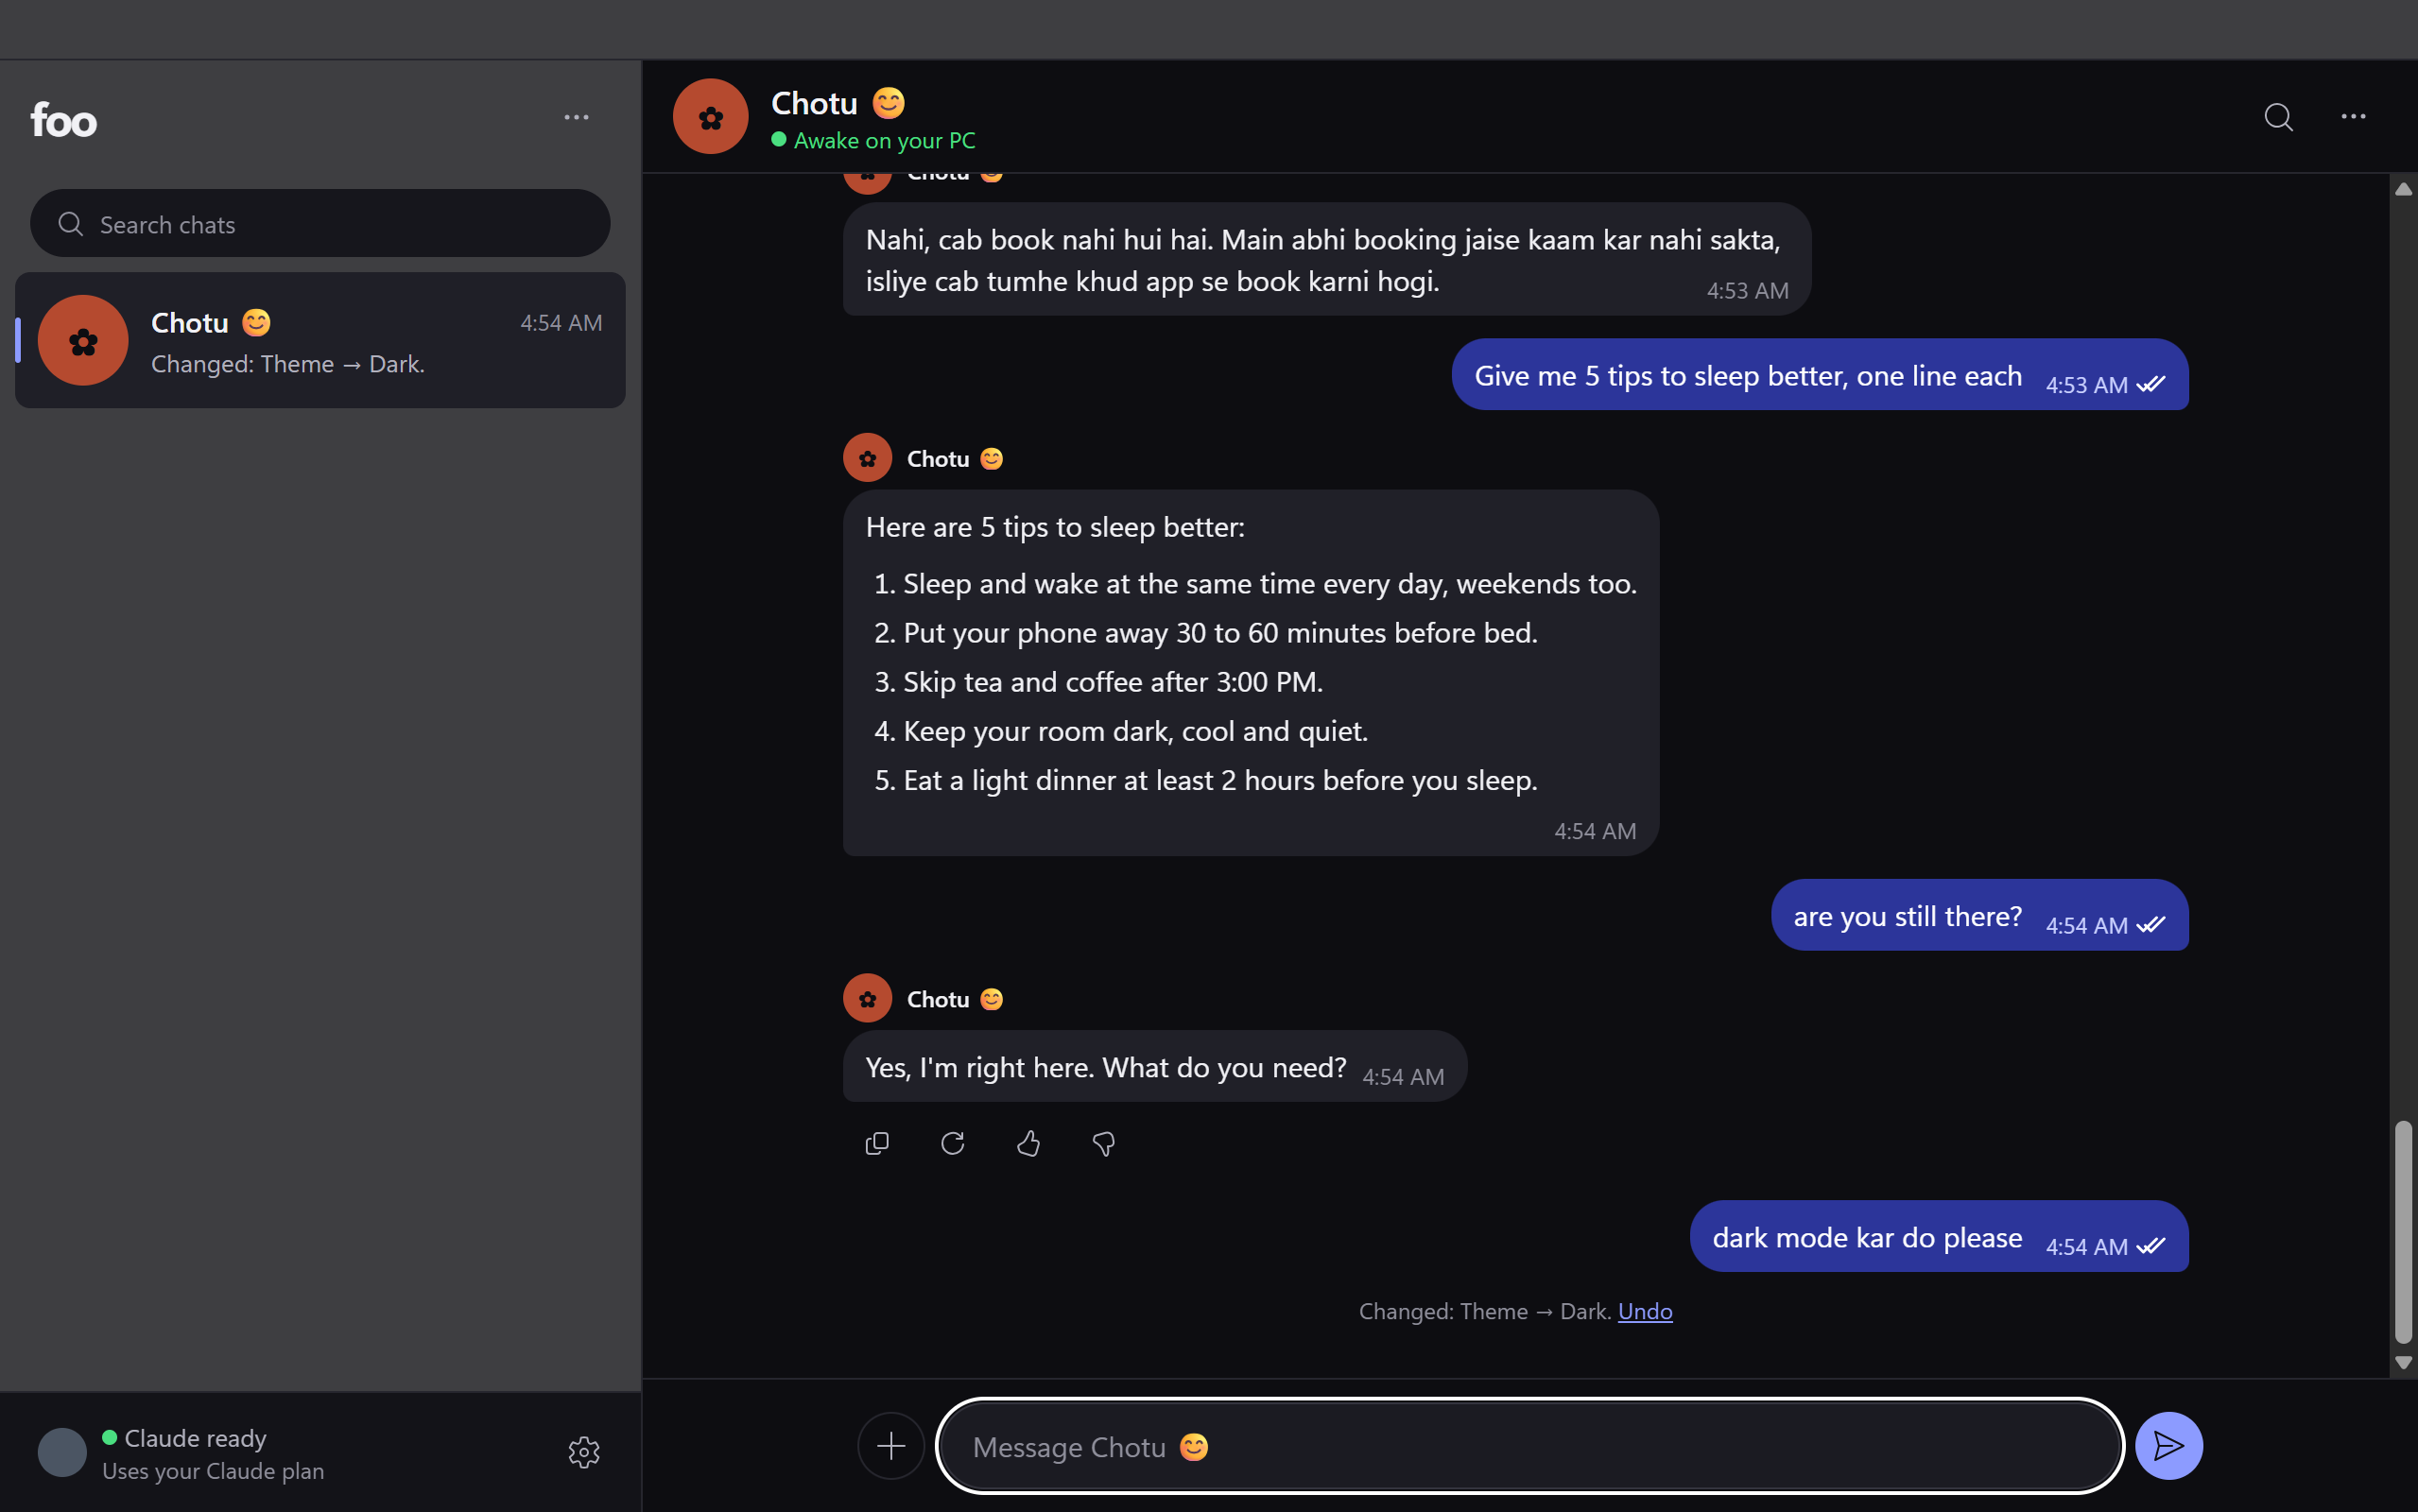 foo
Search chats
Chotu 😊
4:54 AM
Changed: Theme → Dark.
Claude ready
Uses your Claude plan
Chotu 😊
Awake on your PC
Chotu 😊
Nahi, cab book nahi hui hai. Main abhi booking jaise kaam kar nahi sakta,
isliye cab tumhe khud app se book karni hogi.
4:53 AM
Give me 5 tips to sleep better, one line each 4:53 AM
Chotu 😊
Here are 5 tips to sleep better:
1. Sleep and wake at the same time every day, weekends too.
2. Put your phone away 30 to 60 minutes before bed.
3. Skip tea and coffee after 3:00 PM.
4. Keep your room dark, cool and quiet.
5. Eat a light dinner at least 2 hours before you sleep.
4:54 AM
are you still there? 4:54 AM
Chotu 😊
Yes, I'm right here. What do you need? 4:54 AM
dark mode kar do please 4:54 AM
Changed: Theme → Dark. Undo
Message Chotu 😊